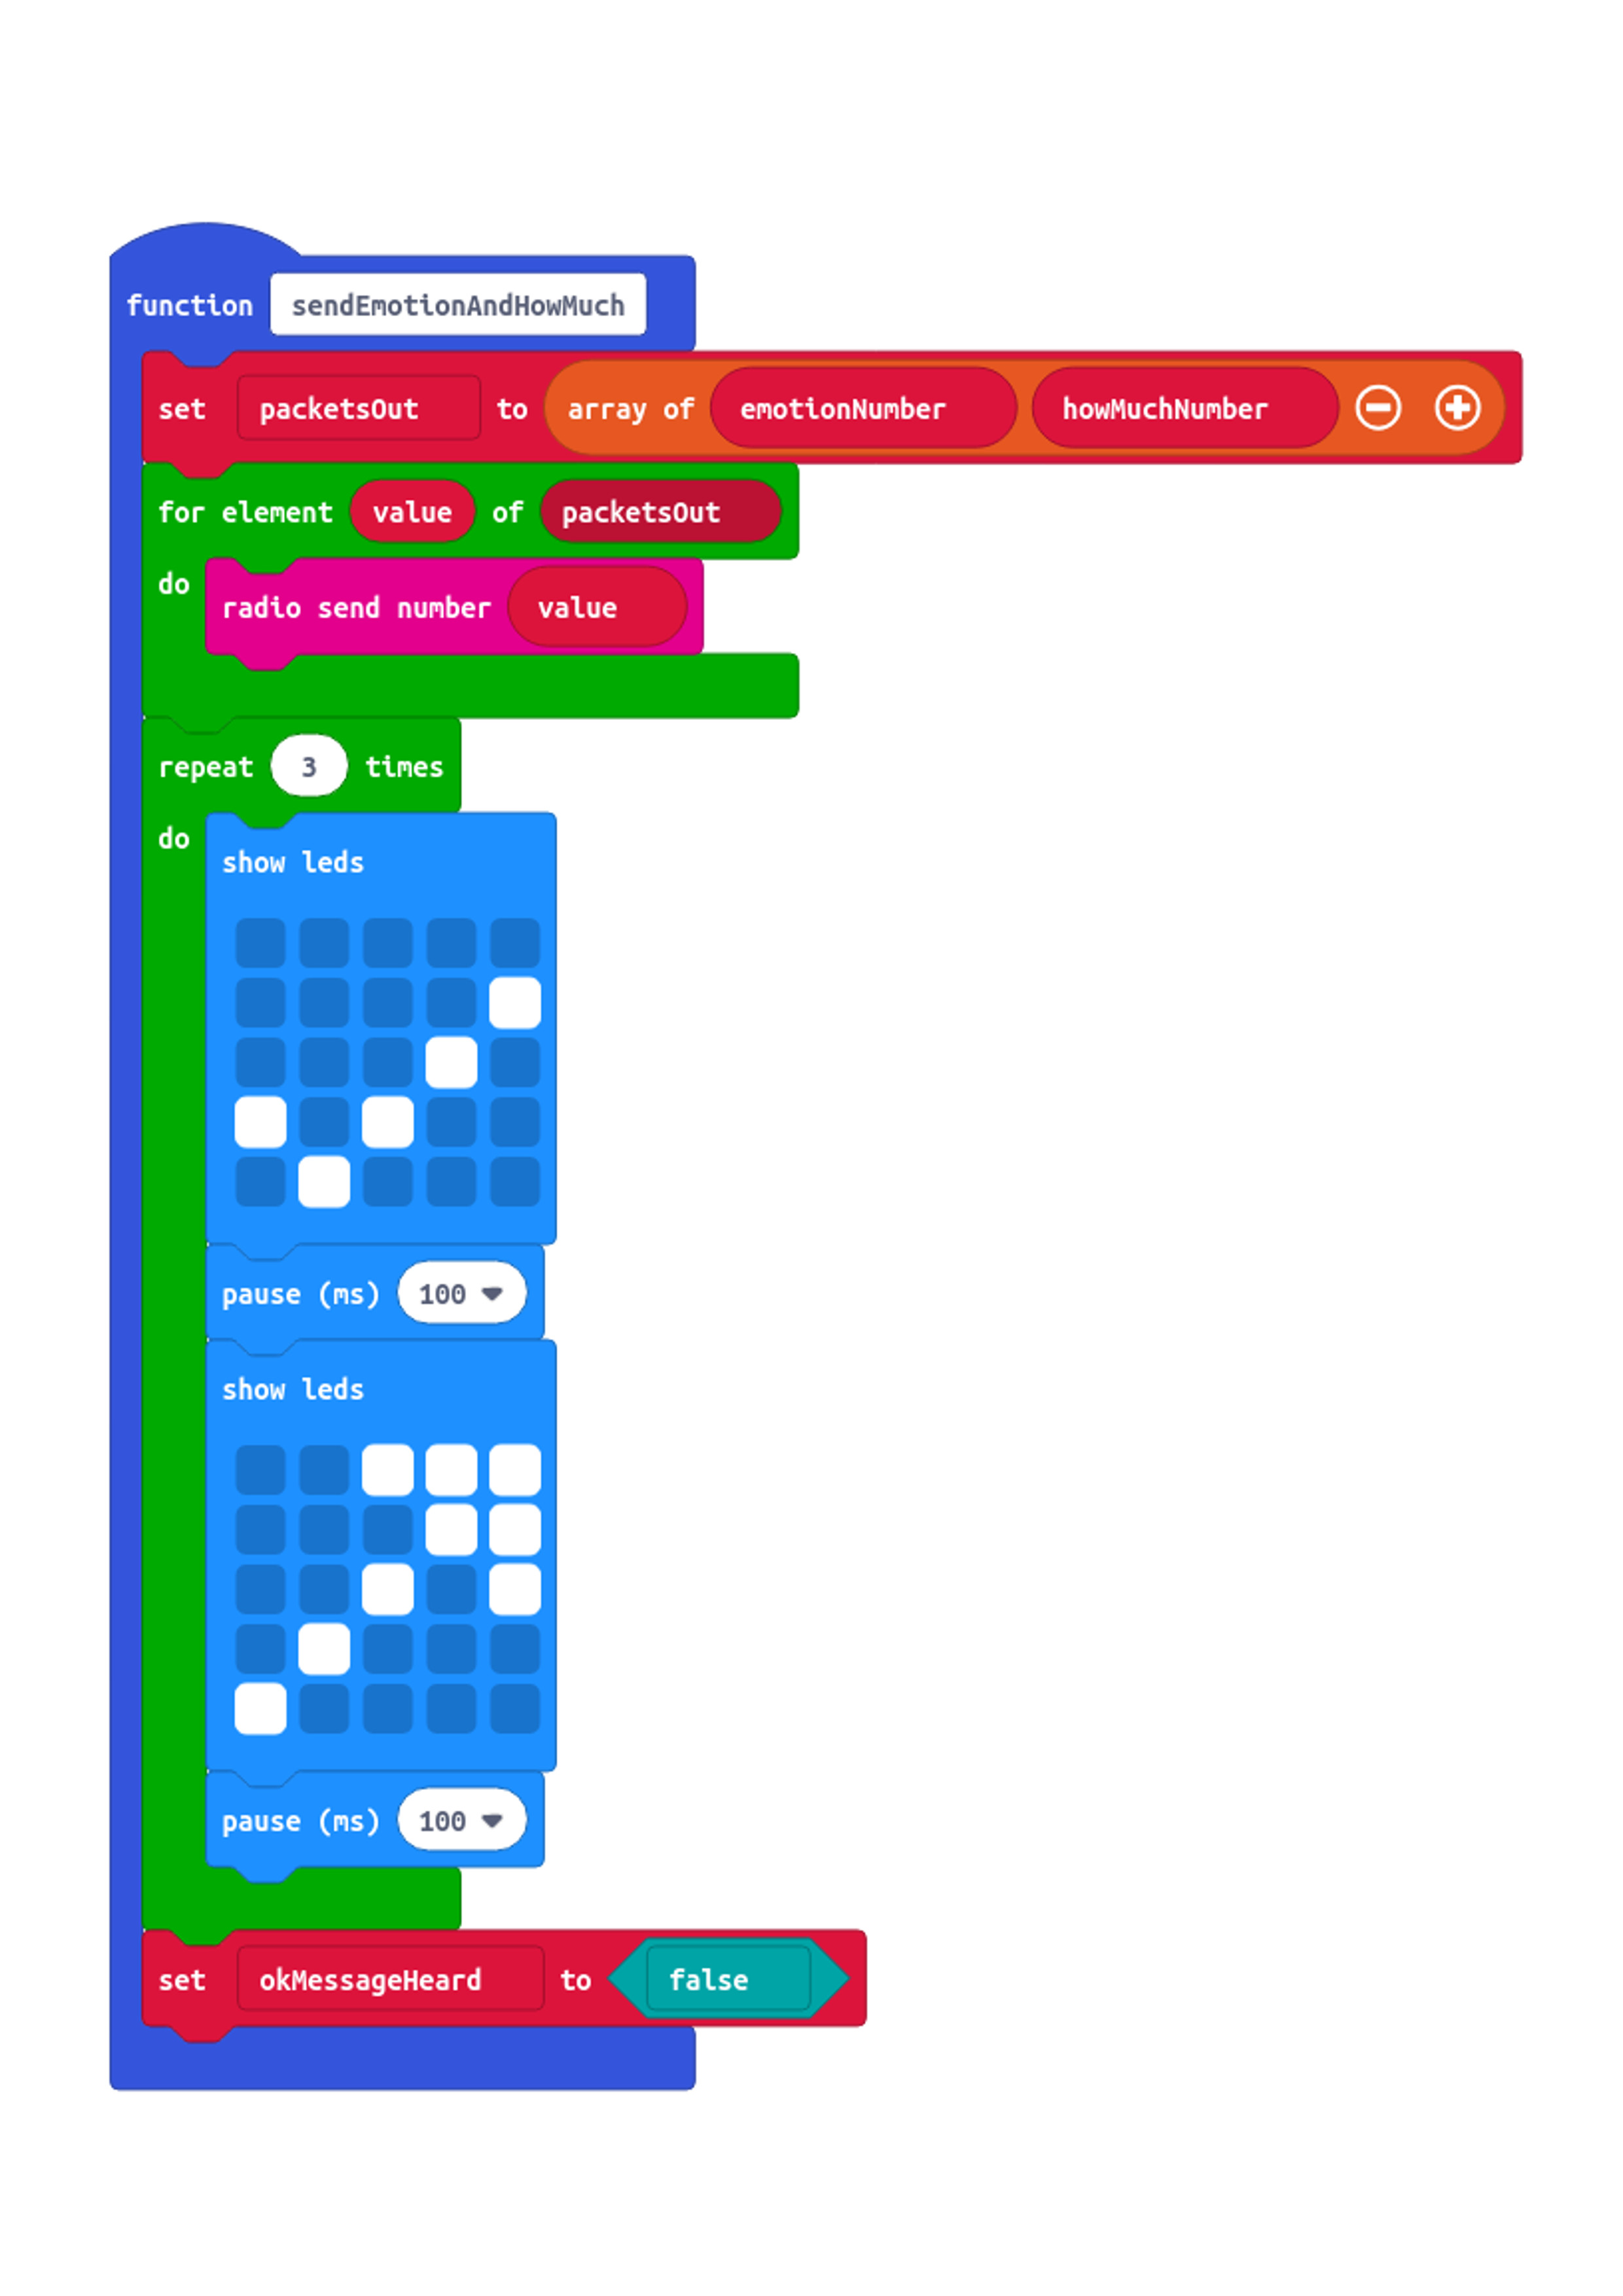 function sendEmotionAndHowMuch
set packetsOut to array of emotionNumber howMuchNumber
for element value of packetsOut
do
radio send number value
repeat 3 times
do
show leds
pause (ms) 100
show leds
pause (ms) 100
set okMessageHeard to false